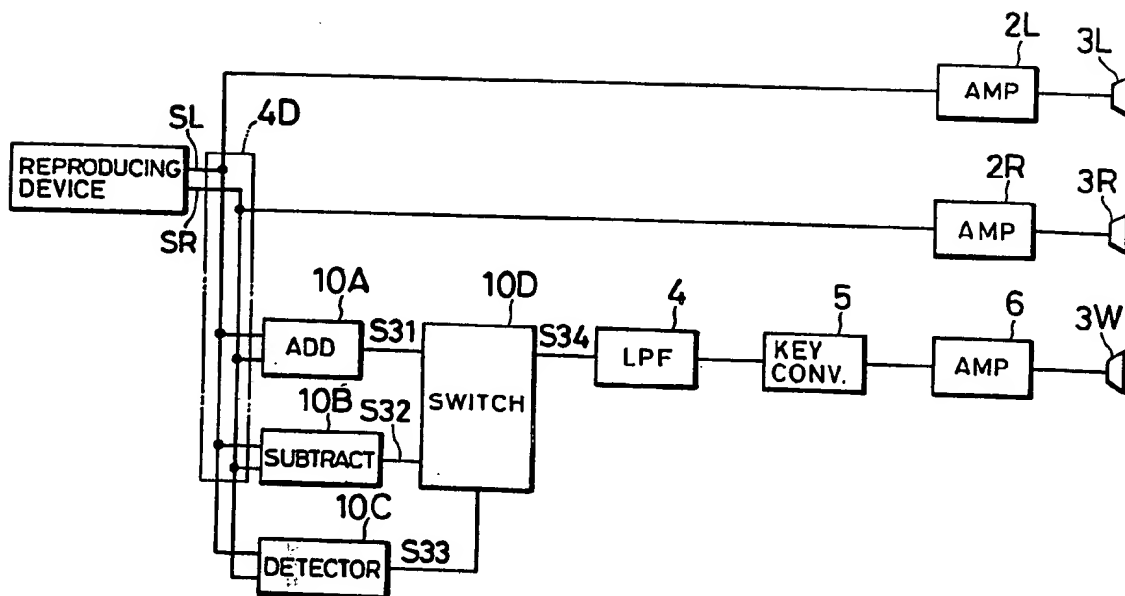 2L
3L
AMP
SL
4D
REPRODUCING
DEVICE
2R
3R
SR
AMP
10A
10D
4
5
6
3W
S31
S34
ADD
LPF
KEY
CONV.
AMP
10B
S32
SWITCH
SUBTRACT
10C
S33
DETECTOR